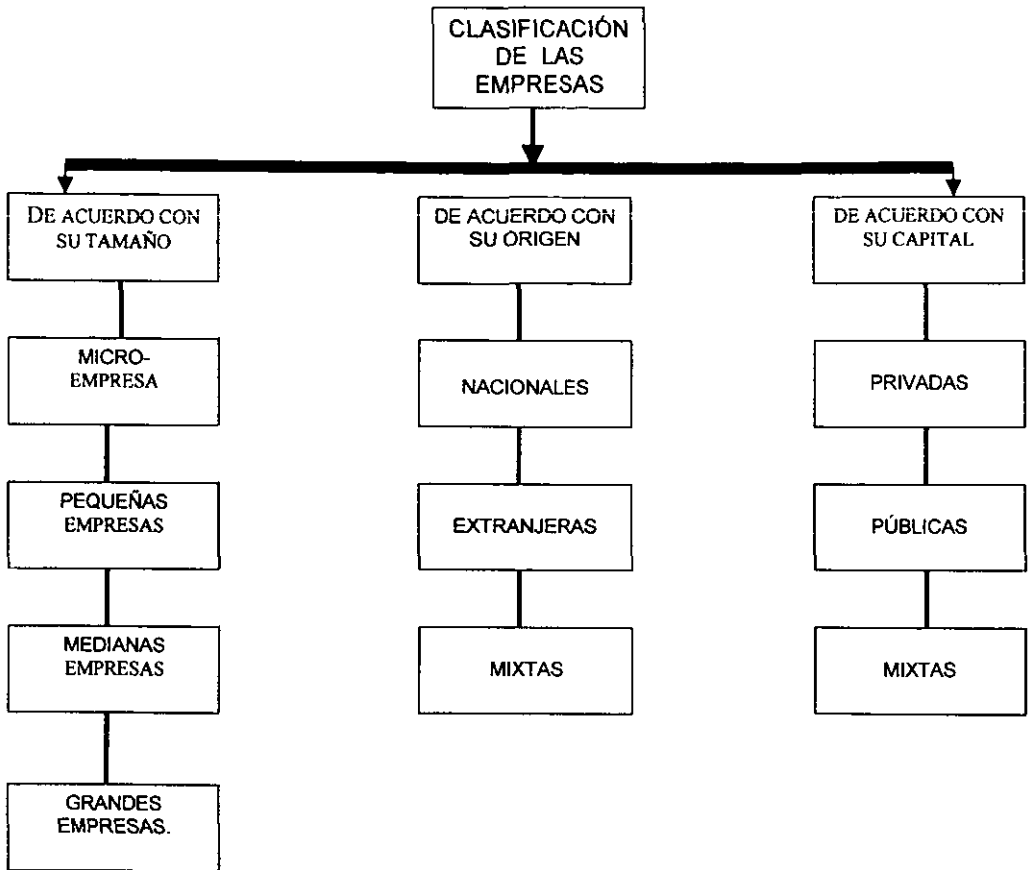 CLASIFICACIÓN
DE LAS
EMPRESAS
DE ACUERDO CON
SU TAMAÑO
MICRO-
EMPRESA
PEQUEÑAS
EMPRESAS
MEDIANAS
EMPRESAS
GRANDES
EMPRESAS.
DE ACUERDO CON
SU ORIGEN
NACIONALES
EXTRANJERAS
MIXTAS
DE ACUERDO CON
SU CAPITAL
PRIVADAS
PÚBLICAS
MIXTAS